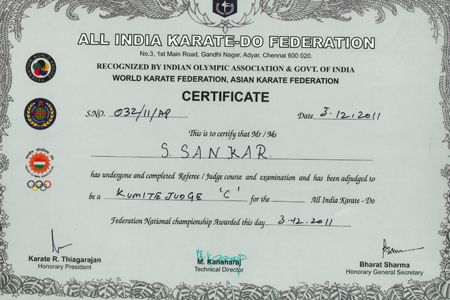 ALL INDIA KARATE-DO FEDERATION
No.3, 1st Main Road, Gandhi Nagar, Adyar, Chennai 600 020.
RECOGNIZED BY INDIAN OLYMPIC ASSOCIATION & GOVT. OF INDIA
WORLD KARATE FEDERATION, ASIAN KARATE FEDERATION
CERTIFICATE
S.NO. 032/11/AP Date 3-12.2011
This is to certify that Mr / Ms
S. SANKAR.
has undergone and completed Referee / Judge course and examination and has been adjudged to
be a KUMITE JUDGE 'C' for the All India Karate - Do
Federation National championship Awarded this day 3-12-2011
Karate R. Thiagarajan M. Kanaharaj Bharat Sharma
Honorary President Technical Director Honorary General Secretary